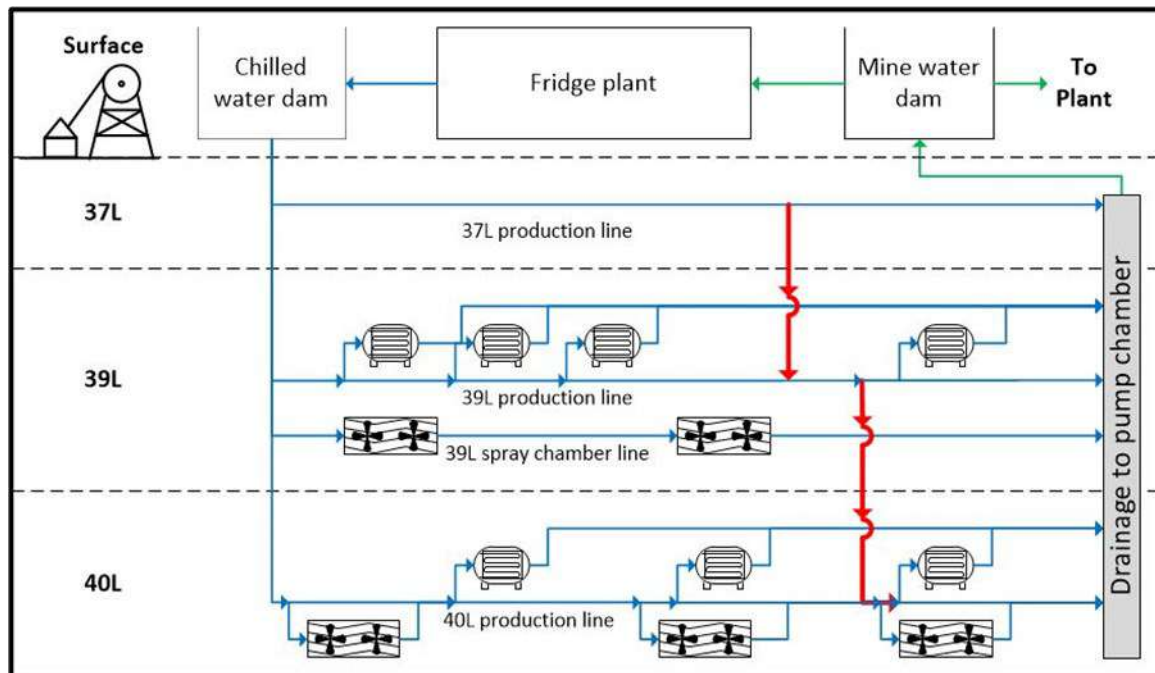 Surface
Chilled
water dam
Fridge plant
Mine water
dam
To
Plant
37L
37L production line
39L
39L production line
39L spray chamber line
40L
40L production line
Drainage to pump chamber